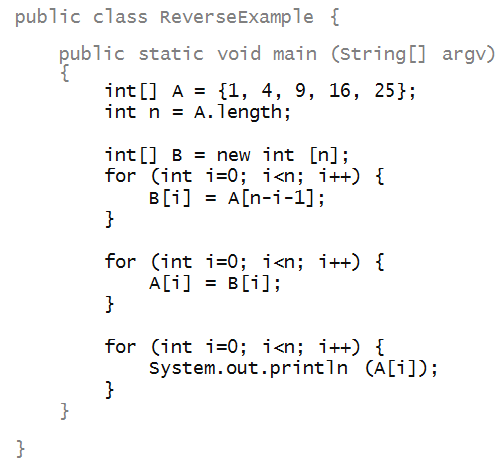 public class ReverseExample {
public static void main (String[] argv)
{
int[] A = {1, 4, 9, 16, 25};
int n = A.length;
int[] B = new int [n];
for (int i=0; i<n; i++) {
B[i] = A[n-i-1];
}
for (int i=0; i<n; i++) {
A[i] = B[i];
}
for (int i=0; i<n; i++) {
System.out.println (A[i]);
}
}
}